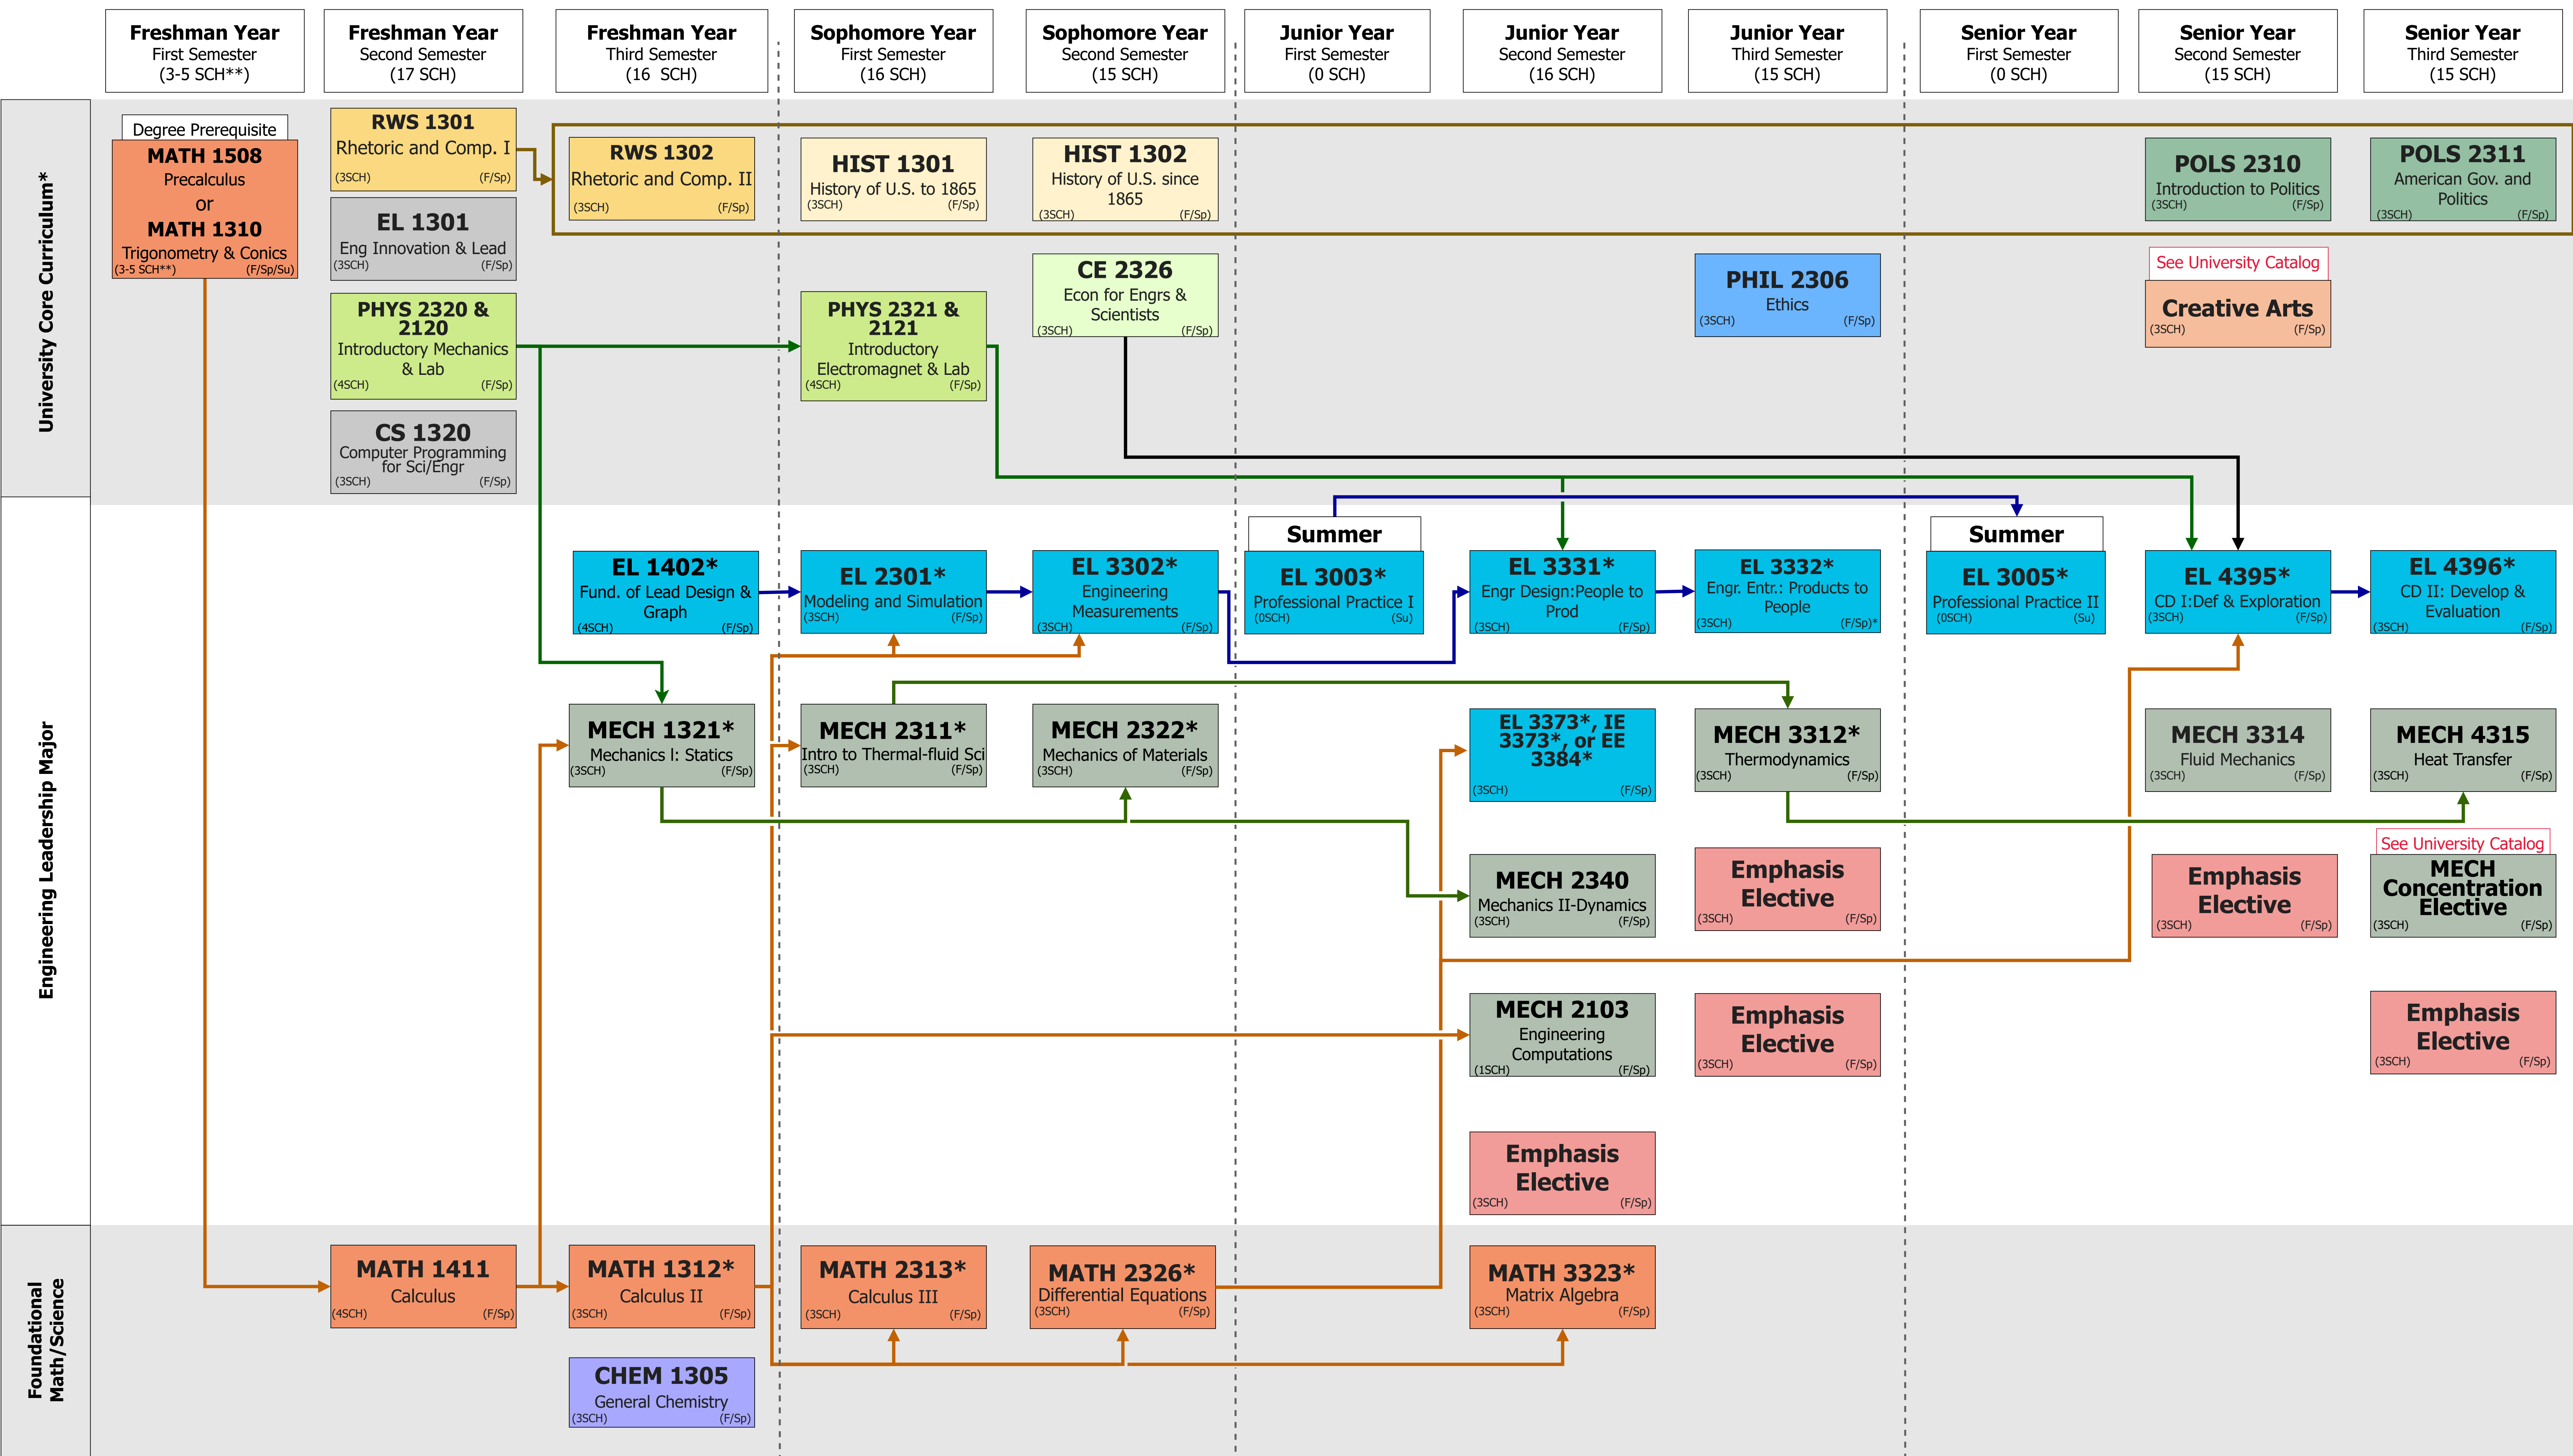 Freshman Year
First Semester
(3-5 SCH**)
Freshman Year
Second Semester
(17 SCH)
Freshman Year
Third Semester
(16 SCH)
Sophomore Year
First Semester
(16 SCH)
Sophomore Year
Second Semester
(15 SCH)
Junior Year
First Semester
(0 SCH)
Junior Year
Second Semester
(16 SCH)
Junior Year
Third Semester
(15 SCH)
Senior Year
First Semester
(0 SCH)
Senior Year
Second Semester
(15 SCH)
Senior Year
Third Semester
(15 SCH)
University Core Curriculum*
Degree Prerequisite
MATH 1508
Precalculus
or
MATH 1310
Trigonometry & Conics
(3-5 SCH**) (F/Sp/Su)
RWS 1301
Rhetoric and Comp. I
(3SCH) (F/Sp)
EL 1301
Eng Innovation & Lead
(3SCH) (F/Sp)
PHYS 2320 &
2120
Introductory Mechanics
& Lab
(4SCH) (F/Sp)
CS 1320
Computer Programming
for Sci/Engr
(3SCH) (F/Sp)
RWS 1302
Rhetoric and Comp. II
(3SCH) (F/Sp)
HIST 1301
History of U.S. to 1865
(3SCH) (F/Sp)
PHYS 2321 &
2121
Introductory
Electromagnet & Lab
(4SCH) (F/Sp)
HIST 1302
History of U.S. since
1865
(3SCH) (F/Sp)
CE 2326
Econ for Engrs &
Scientists
(3SCH) (F/Sp)
PHIL 2306
Ethics
(3SCH) (F/Sp)
POLS 2310
Introduction to Politics
(3SCH) (F/Sp)
See University Catalog
Creative Arts
(3SCH) (F/Sp)
POLS 2311
American Gov. and
Politics
(3SCH) (F/Sp)
Engineering Leadership Major
EL 1402*
Fund. of Lead Design &
Graph
(4SCH) (F/Sp)
EL 2301*
Modeling and Simulation
(3SCH) (F/Sp)
EL 3302*
Engineering
Measurements
(3SCH) (F/Sp)
Summer
EL 3003*
Professional Practice I
(0SCH) (Su)
EL 3331*
Engr Design:People to
Prod
(3SCH) (F/Sp)
EL 3332*
Engr. Entr.: Products to
People
(3SCH) (F/Sp)*
Summer
EL 3005*
Professional Practice II
(0SCH) (Su)
EL 4395*
CD I:Def & Exploration
(3SCH) (F/Sp)
EL 4396*
CD II: Develop &
Evaluation
(3SCH) (F/Sp)
MECH 1321*
Mechanics I: Statics
(3SCH) (F/Sp)
MECH 2311*
Intro to Thermal-fluid Sci
(3SCH) (F/Sp)
MECH 2322*
Mechanics of Materials
(3SCH) (F/Sp)
EL 3373*, IE
3373*, or EE
3384*
(3SCH) (F/Sp)
MECH 3312*
Thermodynamics
(3SCH) (F/Sp)
MECH 3314
Fluid Mechanics
(3SCH) (F/Sp)
MECH 4315
Heat Transfer
(3SCH) (F/Sp)
MECH 2340
Mechanics II-Dynamics
(3SCH) (F/Sp)
Emphasis
Elective
(3SCH) (F/Sp)
Emphasis
Elective
(3SCH) (F/Sp)
See University Catalog
MECH
Concentration
Elective
(3SCH) (F/Sp)
MECH 2103
Engineering
Computations
(1SCH) (F/Sp)
Emphasis
Elective
(3SCH) (F/Sp)
Emphasis
Elective
(3SCH) (F/Sp)
Emphasis
Elective
(3SCH) (F/Sp)
Foundational
Math/Science
MATH 1411
Calculus
(4SCH) (F/Sp)
MATH 1312*
Calculus II
(3SCH) (F/Sp)
MATH 2313*
Calculus III
(3SCH) (F/Sp)
MATH 2326*
Differential Equations
(3SCH) (F/Sp)
MATH 3323*
Matrix Algebra
(3SCH) (F/Sp)
CHEM 1305
General Chemistry
(3SCH) (F/Sp)